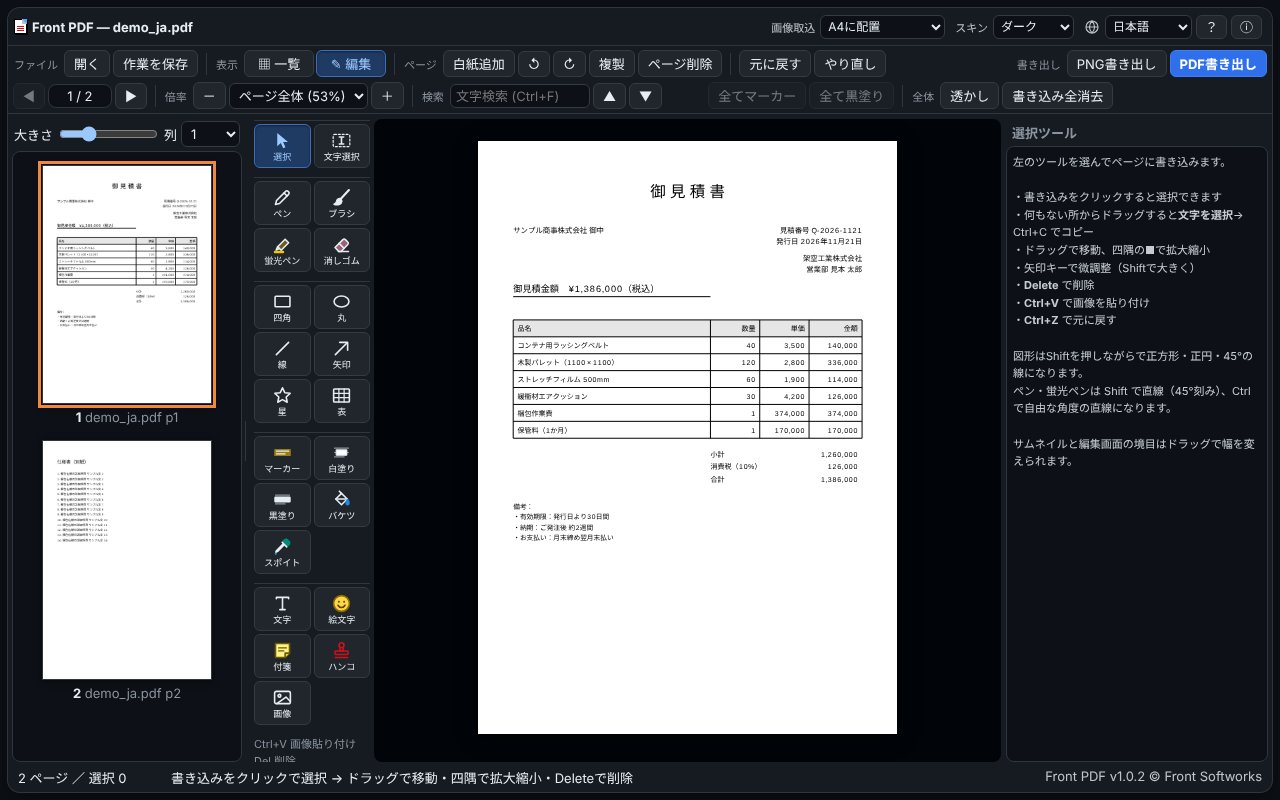 Front PDF — demo_ja.pdf
画像取込 A4に配置 スキン ダーク 日本語 ? ⓘ
ファイル 開く 作業を保存 表示 ▦ 一覧 ✎ 編集 ページ 白紙追加 ↺ ↻ 複製 ページ削除 元に戻す やり直し 書き出し PNG書き出し PDF書き出し
◀ 1 / 2 ▶ 倍率 − ページ全体 (53%) + 検索 文字検索 (Ctrl+F) ▲ ▼ 全てマーカー 全て黒塗り 全体 透かし 書き込み全消去
大きさ 列 1
御見積書
1 demo_ja.pdf p1
仕様書（別紙）
2 demo_ja.pdf p2
選択 文字選択
ペン ブラシ
蛍光ペン 消しゴム
四角 丸
線 矢印
星 表
マーカー 白塗り
黒塗り バケツ
スポイト
文字 絵文字
付箋 ハンコ
画像
Ctrl+V 画像貼り付け
Del 削除
御見積書
サンプル商事株式会社 御中 見積番号 Q-2026-1121
発行日 2026年11月21日
架空工業株式会社
営業部 見本 太郎
御見積金額 ¥1,386,000（税込）
品名 数量 単価 金額
コンテナ用ラッシングベルト 40 3,500 140,000
木製パレット（1100×1100） 120 2,800 336,000
ストレッチフィルム 500mm 60 1,900 114,000
緩衝材エアクッション 30 4,200 126,000
梱包作業費 1 374,000 374,000
保管料（1か月） 1 170,000 170,000
小計 1,260,000
消費税（10%） 126,000
合計 1,386,000
備考：
・有効期限：発行日より30日間
・納期：ご発注後 約2週間
・お支払い：月末締め翌月末払い
選択ツール
左のツールを選んでページに書き込みます。
・書き込みをクリックすると選択できます
・何もない所からドラッグすると文字を選択→
Ctrl+C でコピー
・ドラッグで移動、四隅の■で拡大縮小
・矢印キーで微調整（Shiftで大きく）
・Delete で削除
・Ctrl+V で画像を貼り付け
・Ctrl+Z で元に戻す
図形はShiftを押しながらで正方形・正円・45°の
線になります。
ペン・蛍光ペンは Shift で直線（45°刻み）、Ctrl
で自由な角度の直線になります。
サムネイルと編集画面の境目はドラッグで幅を変
えられます。
2 ページ ／ 選択 0 書き込みをクリックで選択 → ドラッグで移動・四隅で拡大縮小・Deleteで削除 Front PDF v1.0.2 © Front Softworks